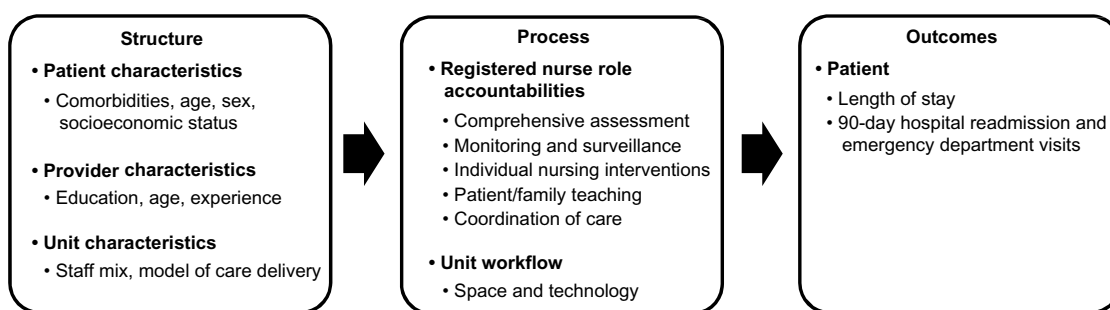 Structure
• Patient characteristics
• Comorbidities, age, sex,
socioeconomic status
• Provider characteristics
• Education, age, experience
• Unit characteristics
• Staff mix, model of care delivery
Process
• Registered nurse role
accountabilities
• Comprehensive assessment
• Monitoring and surveillance
• Individual nursing interventions
• Patient/family teaching
• Coordination of care
• Unit workflow
• Space and technology
Outcomes
• Patient
• Length of stay
• 90-day hospital readmission and
emergency department visits